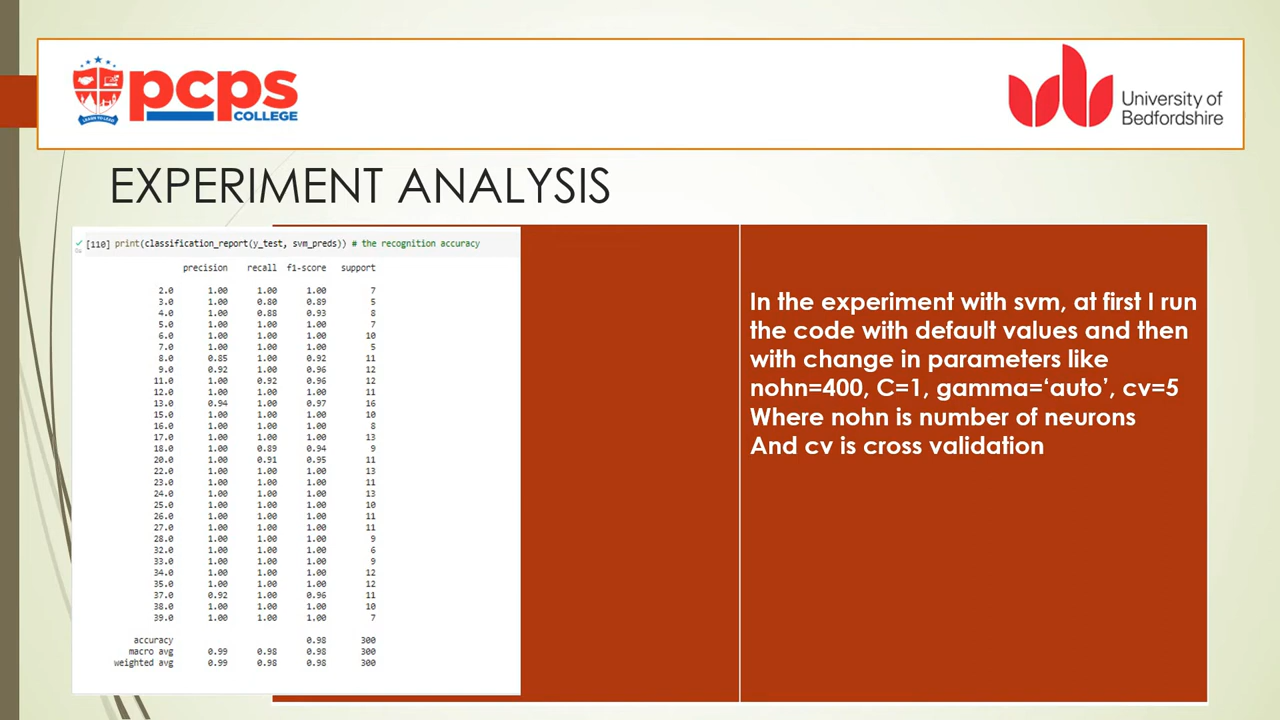 pcps
COLLEGE
LEARN TO LEAD
University of
Bedfordshire
EXPERIMENT ANALYSIS
[110] print(classification_report(y_test, svm_preds)) # the recognition accuracy
precision recall f1-score support
2.0 1.00 1.00 1.00 7
3.0 1.00 0.80 0.89 5
4.0 1.00 0.88 0.93 8
5.0 1.00 1.00 1.00 7
6.0 1.00 1.00 1.00 10
7.0 1.00 1.00 1.00 5
8.0 0.85 1.00 0.92 11
9.0 0.92 1.00 0.96 12
11.0 1.00 0.92 0.96 12
12.0 1.00 1.00 1.00 11
13.0 0.94 1.00 0.97 16
15.0 1.00 1.00 1.00 10
16.0 1.00 1.00 1.00 8
17.0 1.00 1.00 1.00 13
18.0 1.00 0.89 0.94 9
20.0 1.00 0.91 0.95 11
22.0 1.00 1.00 1.00 13
23.0 1.00 1.00 1.00 11
24.0 1.00 1.00 1.00 13
25.0 1.00 1.00 1.00 10
26.0 1.00 1.00 1.00 11
27.0 1.00 1.00 1.00 11
28.0 1.00 1.00 1.00 9
32.0 1.00 1.00 1.00 6
33.0 1.00 1.00 1.00 9
34.0 1.00 1.00 1.00 12
35.0 1.00 1.00 1.00 12
37.0 0.92 1.00 0.96 11
38.0 1.00 1.00 1.00 10
39.0 1.00 1.00 1.00 7
accuracy 0.98 300
macro avg 0.99 0.98 0.98 300
weighted avg 0.99 0.98 0.98 300
In the experiment with svm, at first I run
the code with default values and then
with change in parameters like
nohn=400, C=1, gamma=‘auto’, cv=5
Where nohn is number of neurons
And cv is cross validation